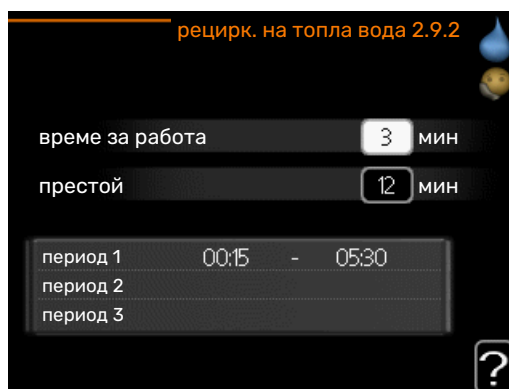 рецирк. на топла вода 2.9.2
време за работа 3 мин
престой 12 мин
период 1 00:15 - 05:30
период 2
период 3
?